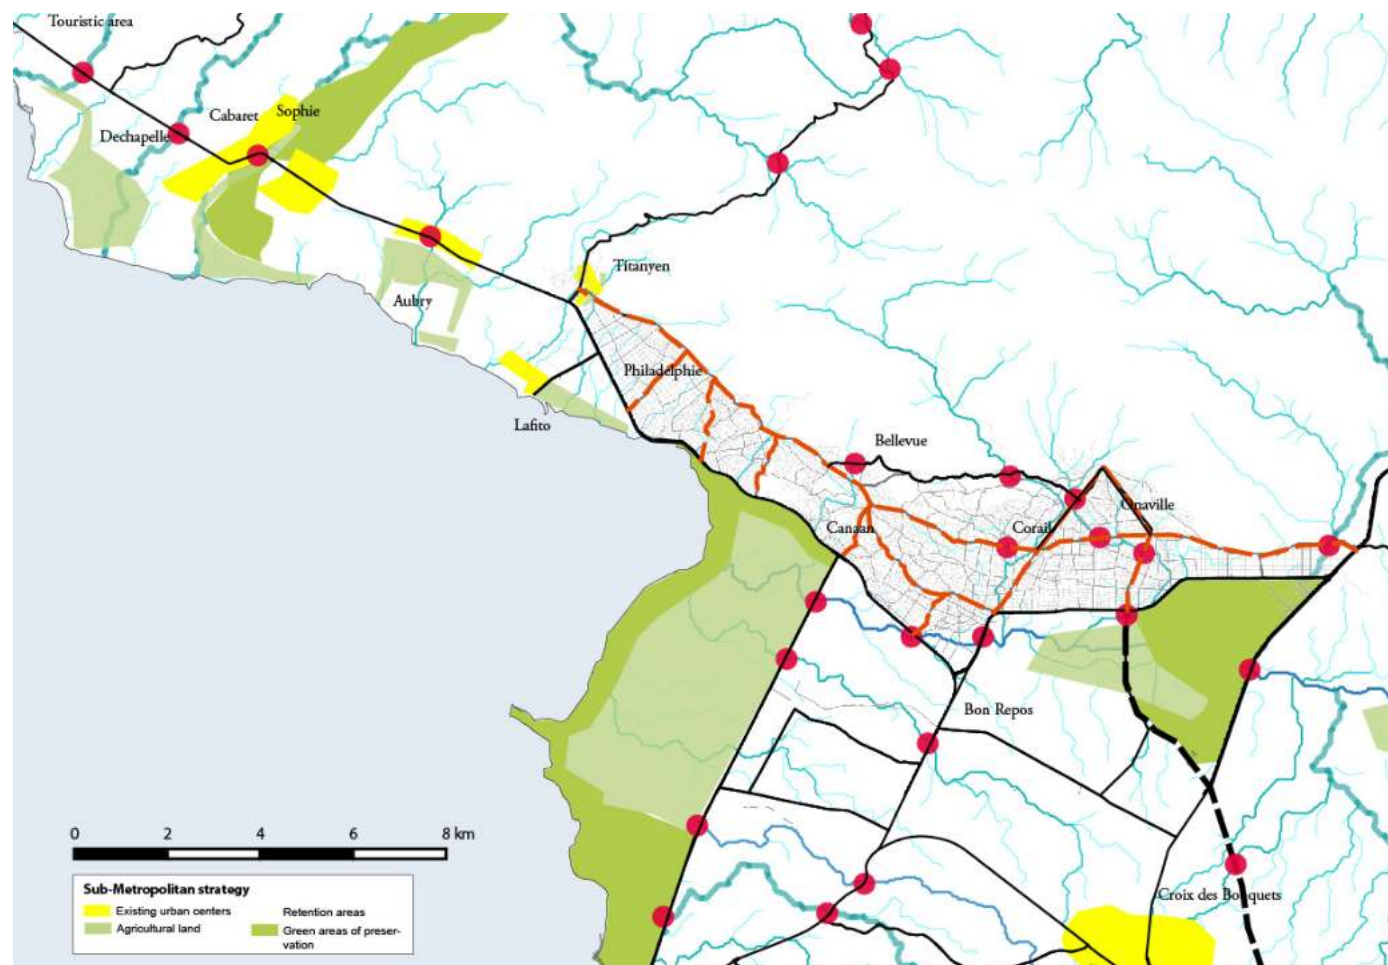 Touristic area
Cabaret
Sophie
Dechapelle
Titanyen
Aubry
Philadelphie
Lafito
Bellevue
Canaan
Corail
Onaville
Bon Repos
Croix des Bouquets
0 2 4 6 8 km
Sub-Metropolitan strategy
Existing urban centers
Retention areas
Agricultural land
Green areas of preser-
vation